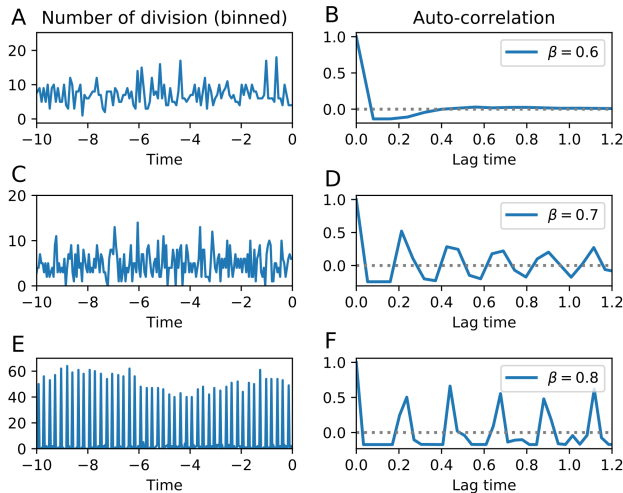 A Number of division (binned)
20
10
0
−10 −8 −6 −4 −2 0
Time
B Auto-correlation
1.0
0.5
0.0
β = 0.6
0.0 0.2 0.4 0.6 0.8 1.0 1.2
Lag time
C
20
10
0
−10 −8 −6 −4 −2 0
Time
D
1.0
0.5
0.0
β = 0.7
0.0 0.2 0.4 0.6 0.8 1.0 1.2
Lag time
E
60
40
20
0
−10 −8 −6 −4 −2 0
Time
F
1.0
0.5
0.0
β = 0.8
0.0 0.2 0.4 0.6 0.8 1.0 1.2
Lag time